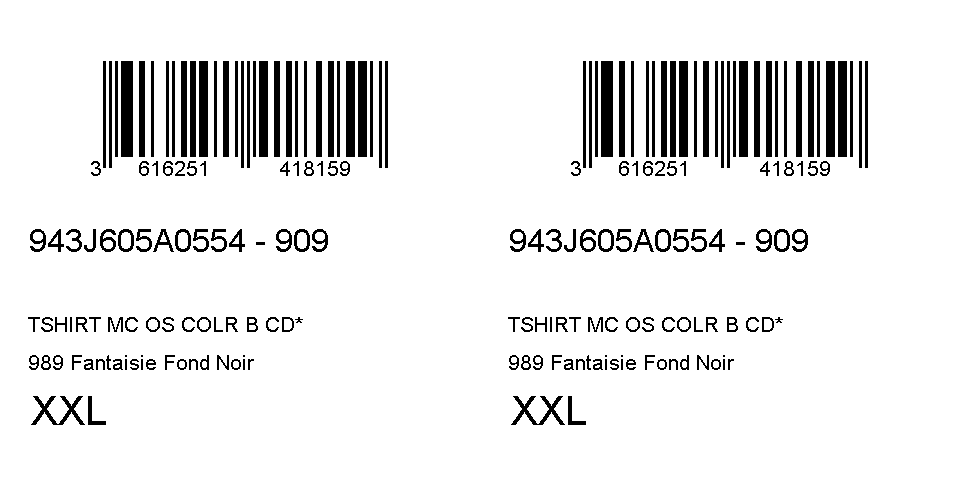 3 616251 418159
943J605A0554 - 909
TSHIRT MC OS COLR B CD*
989 Fantaisie Fond Noir
XXL
3 616251 418159
943J605A0554 - 909
TSHIRT MC OS COLR B CD*
989 Fantaisie Fond Noir
XXL